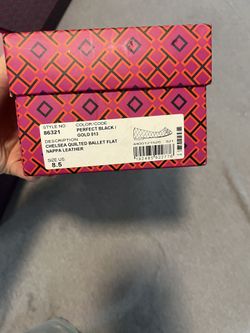 STYLE NO. COLOR/CODE
86321 PERFECT BLACK /
GOLD 013
DESCRIPTION
CHELSEA QUILTED BALLET FLAT
NAPPA LEATHER
SIZE US
8.5